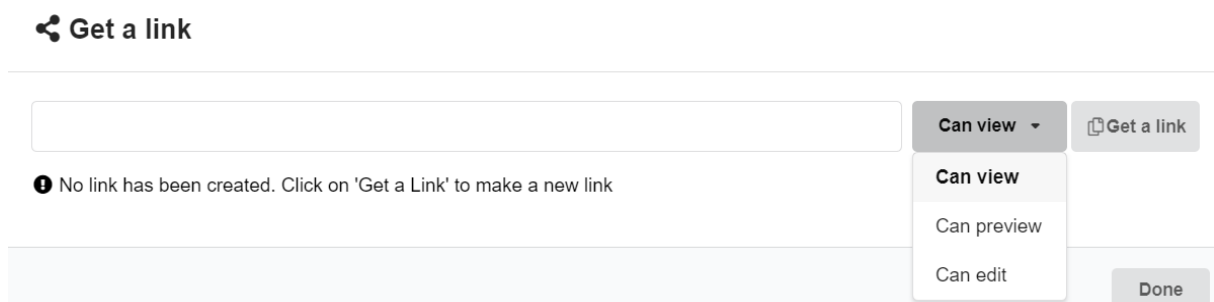 Get a link
Can view
Get a link
No link has been created. Click on 'Get a Link' to make a new link
Can view
Can preview
Can edit
Done